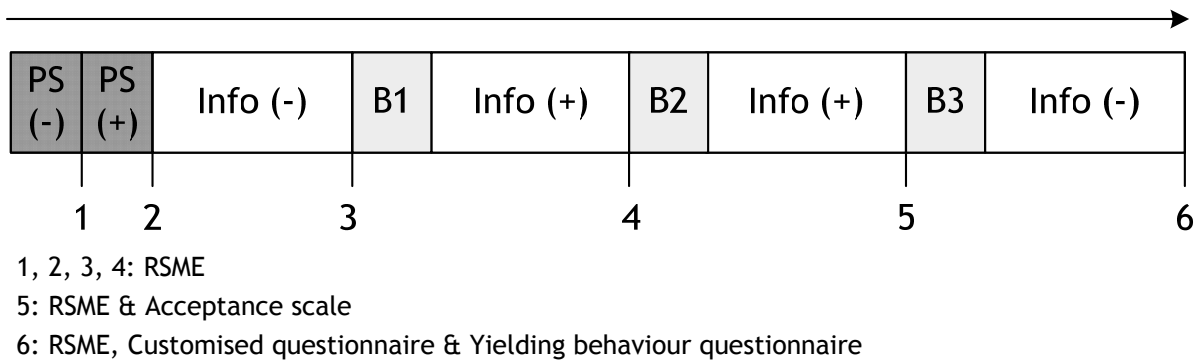 PS (-) PS (+) Info (-) B1 Info (+) B2 Info (+) B3 Info (-)
1 2 3 4 5 6
1, 2, 3, 4: RSME
5: RSME & Acceptance scale
6: RSME, Customised questionnaire & Yielding behaviour questionnaire